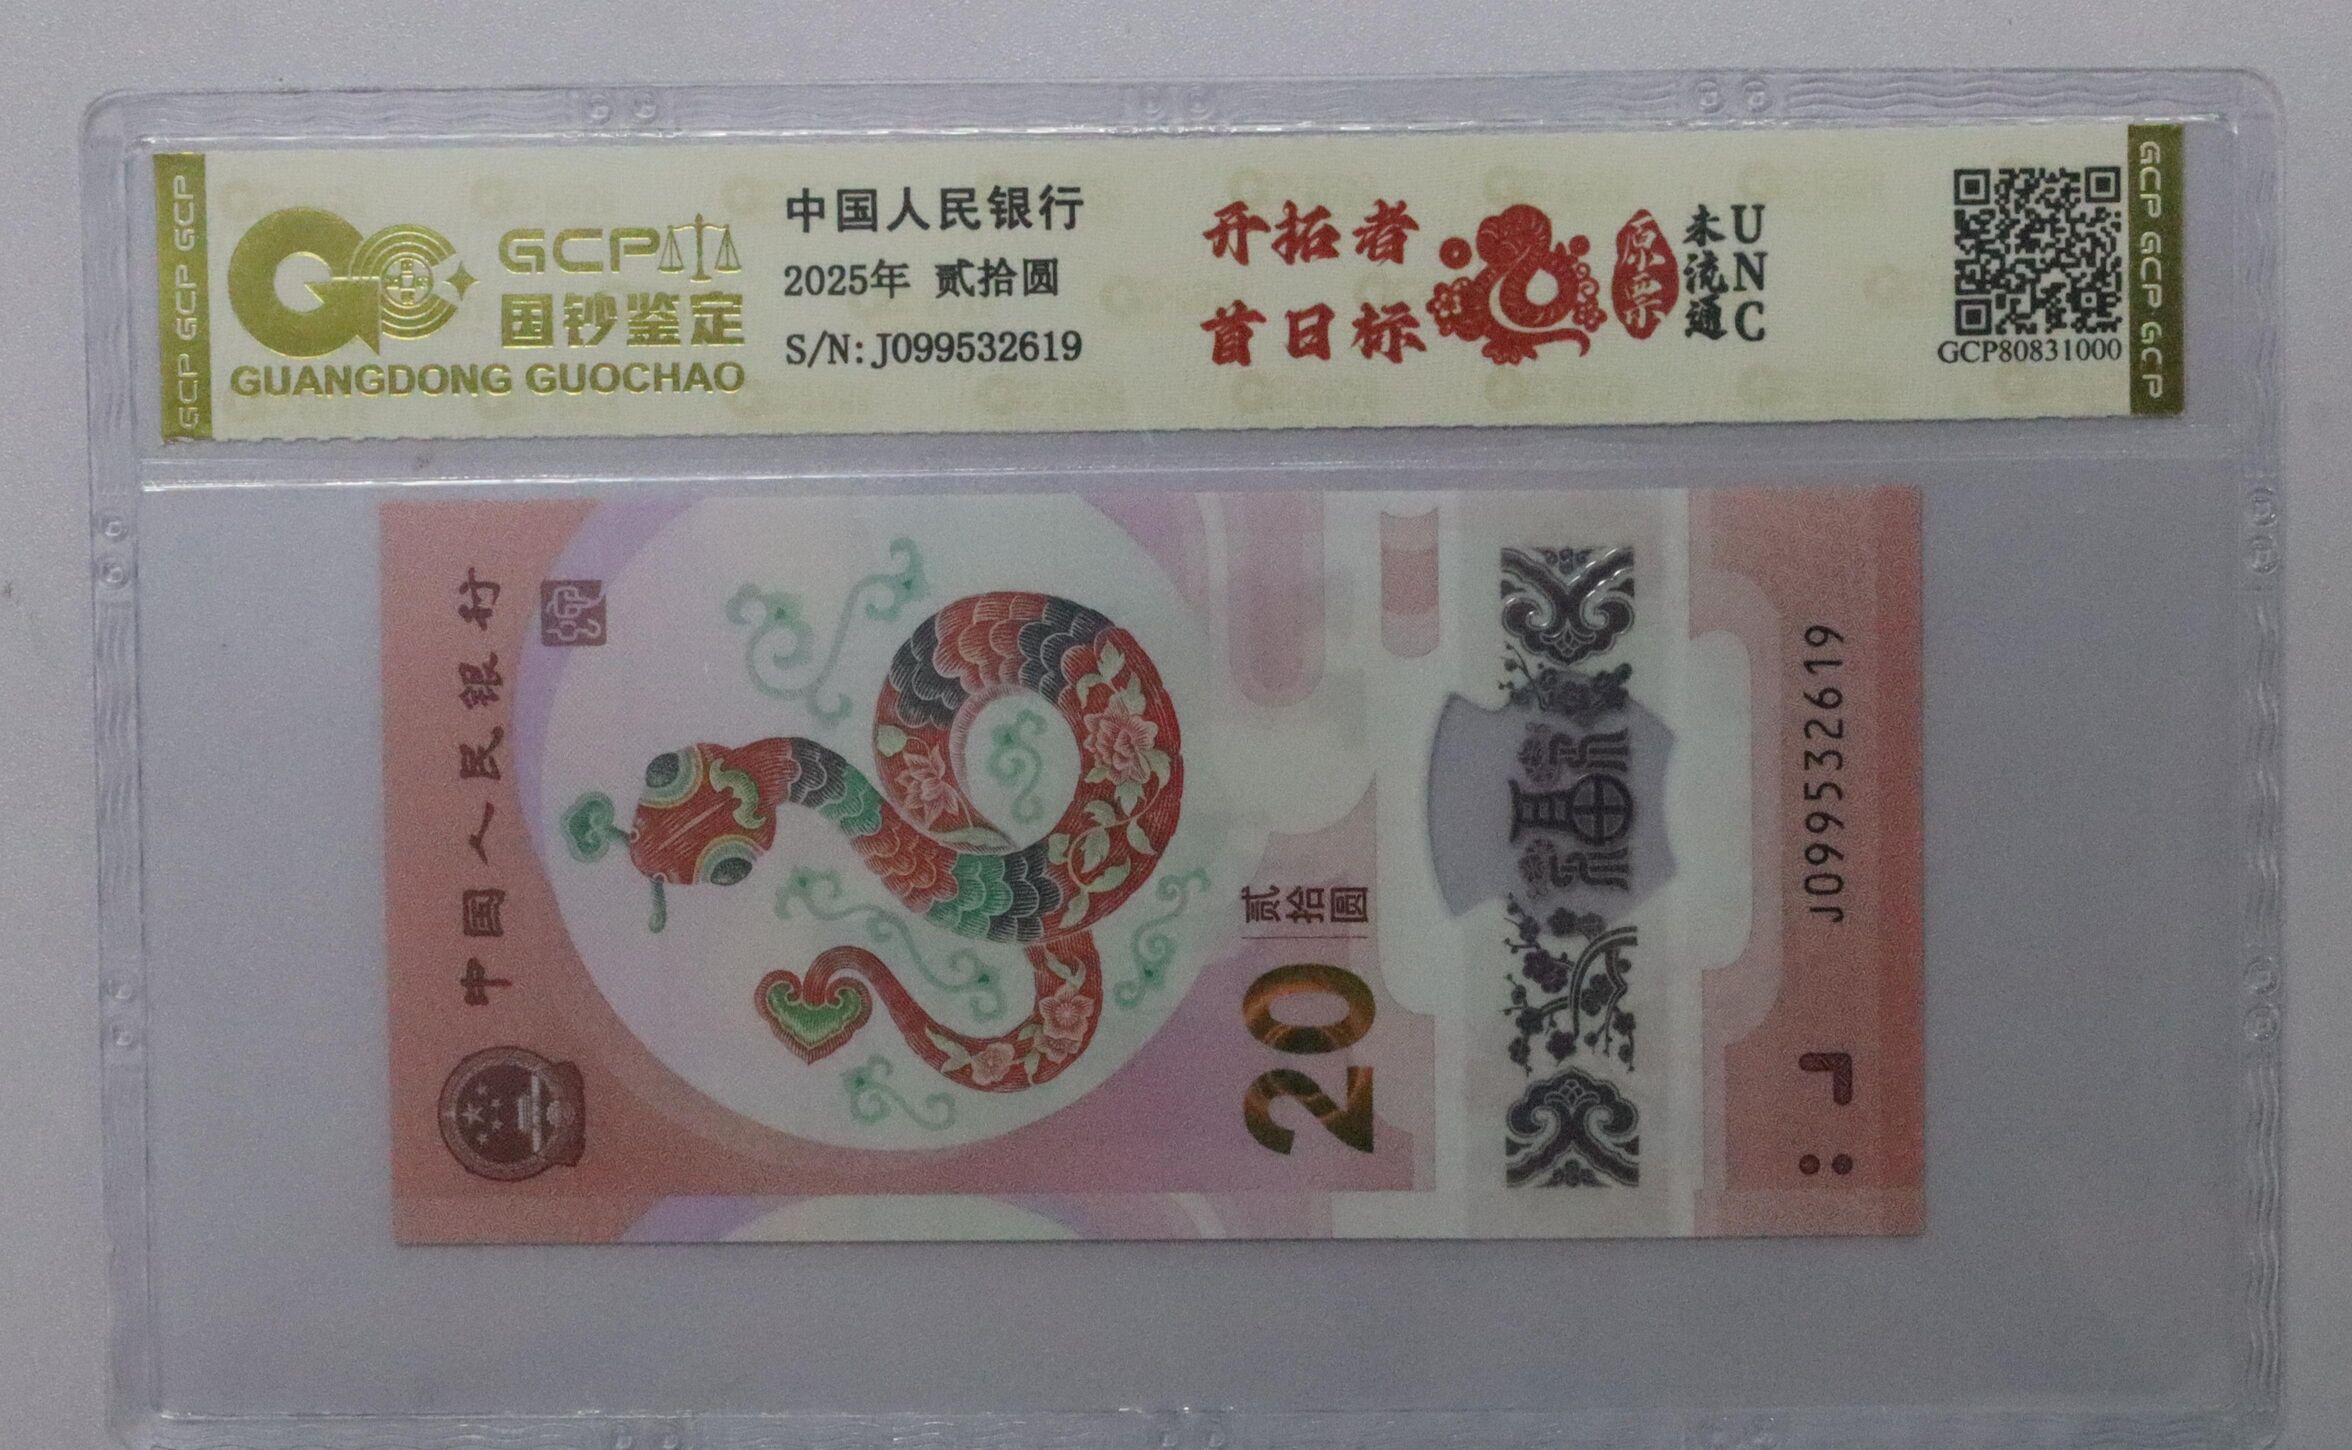 GCP GCP GCP
GCP
国钞鉴定
GUANGDONG GUOCHAO
中国人民银行
2025年 贰拾圆
S/N: J099532619
开拓者
首日标
原票
未流通
UNC
GCP80831000
GCP GCP GCP
中国人民银行
贰拾圆
20
福
J099532619